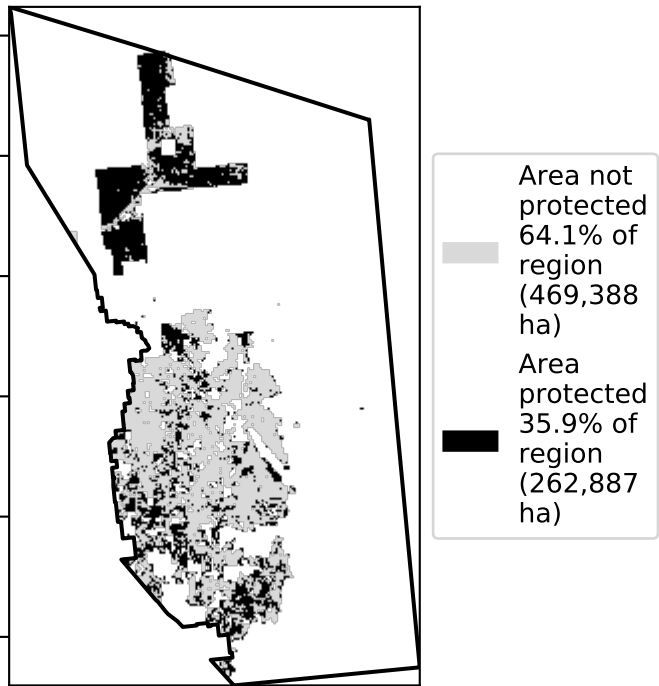 Area not
protected
64.1% of
region
(469,388
ha)
Area
protected
35.9% of
region
(262,887
ha)